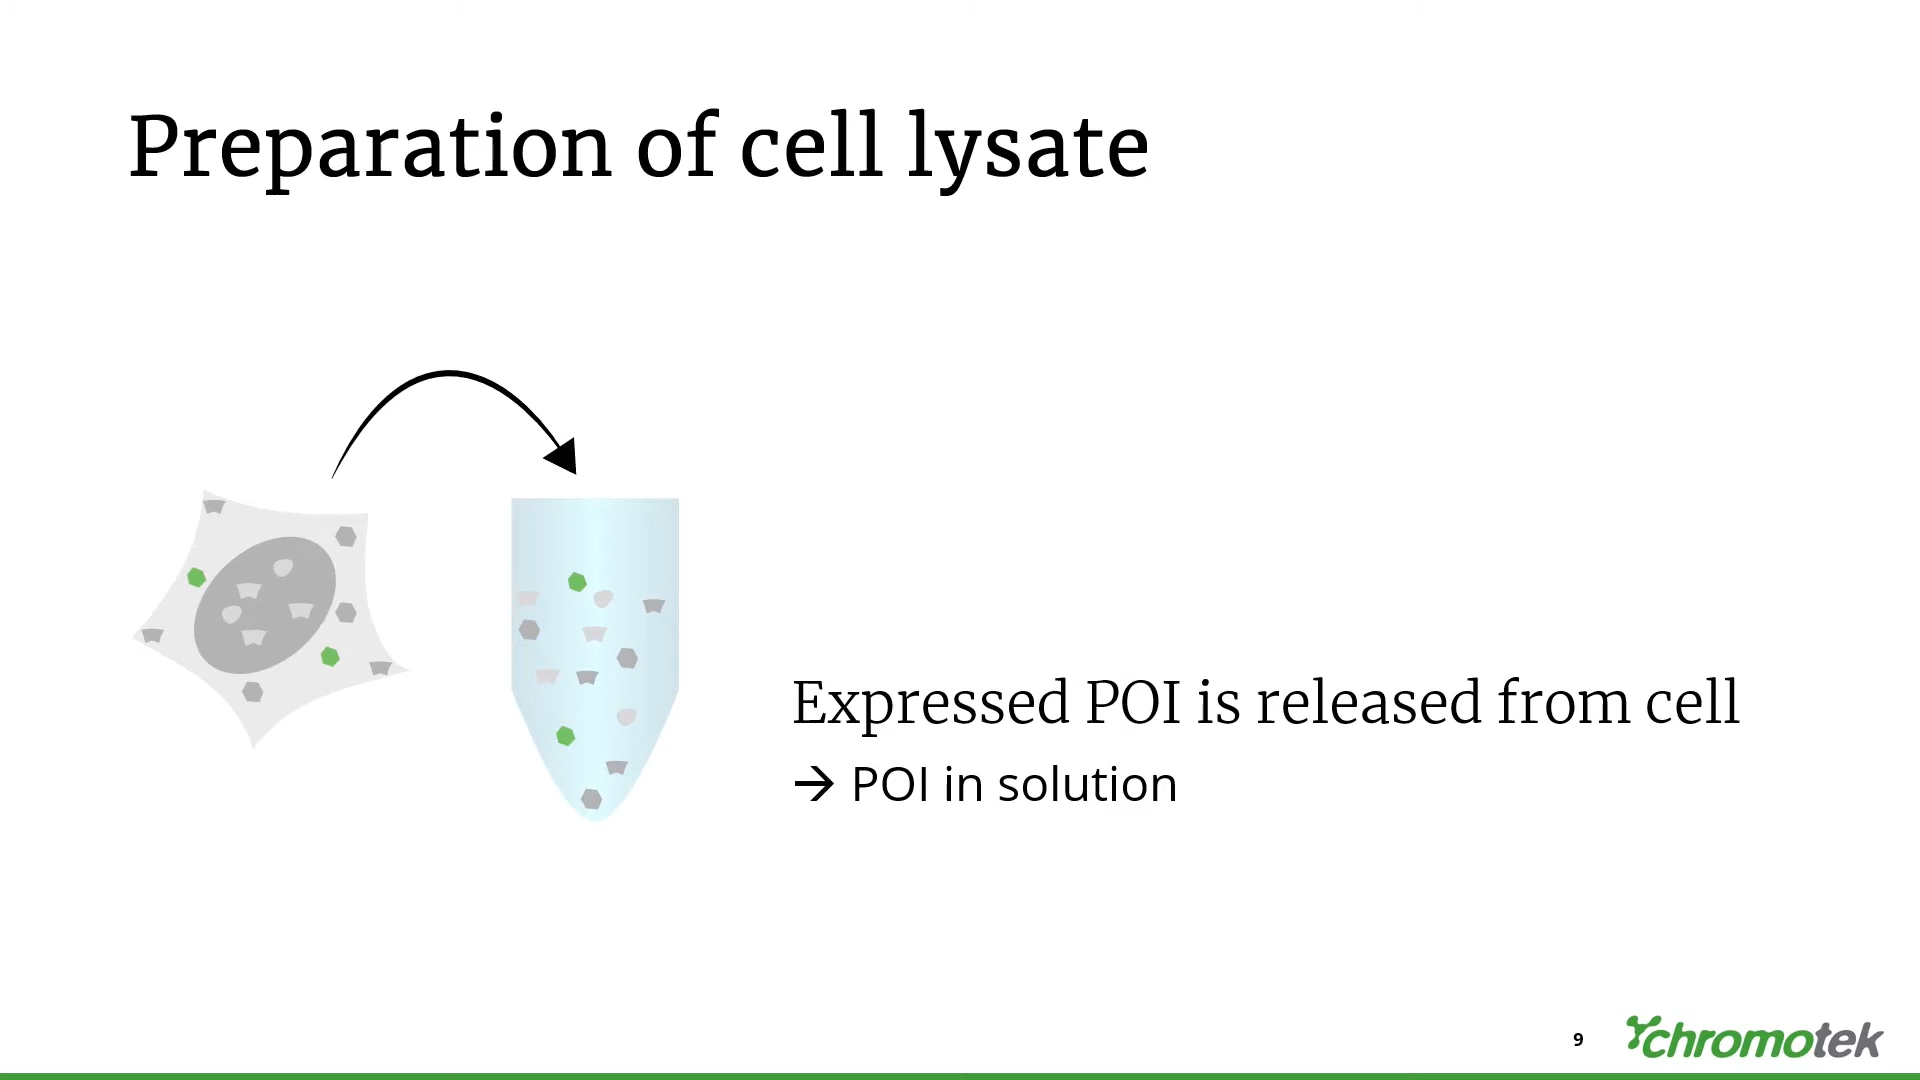 Preparation of cell lysate
Expressed POI is released from cell
→ POI in solution
9
chromotek